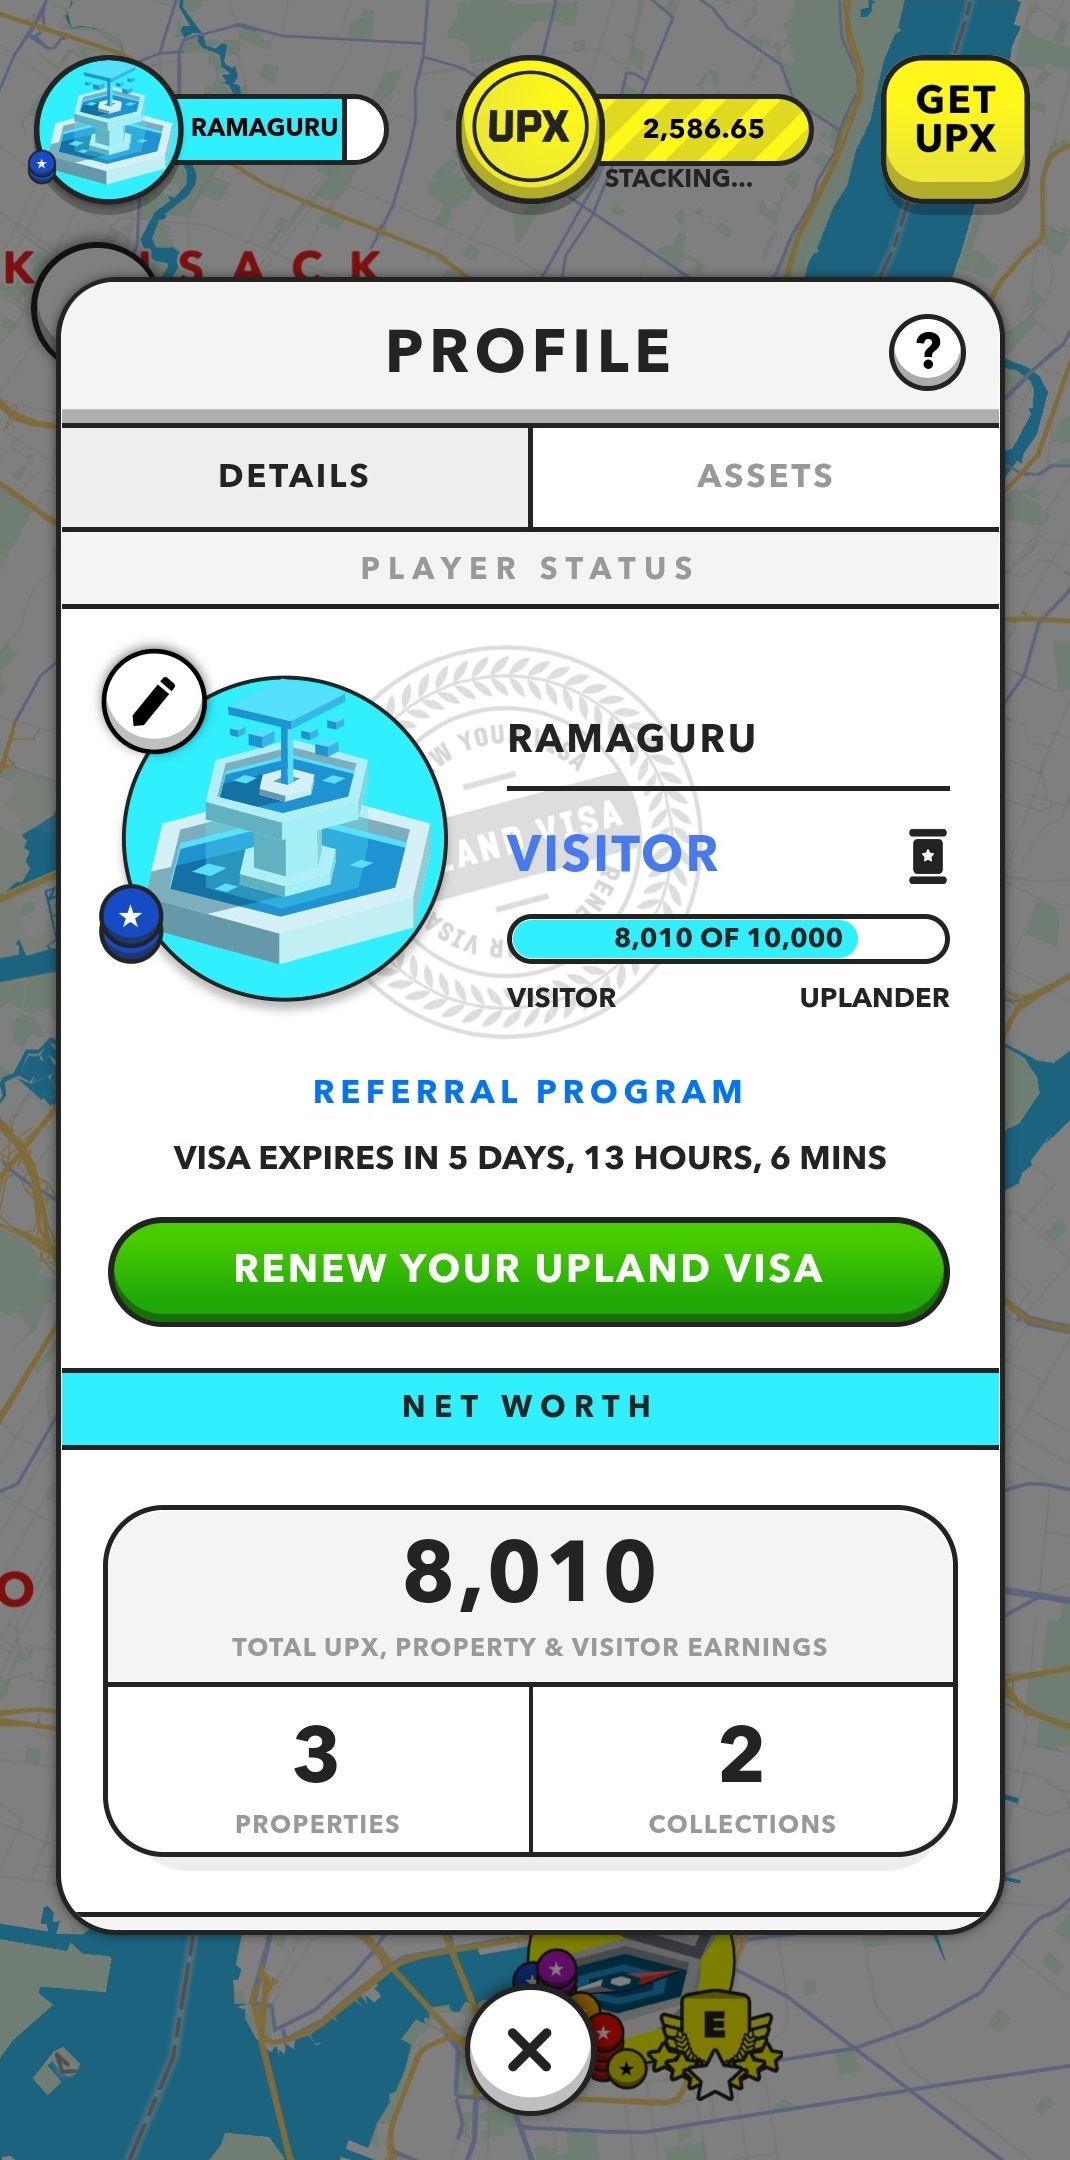 RAMAGURU
UPX
2,586.65
STACKING...
GET
UPX
K SACK
PROFILE
?
DETAILS
ASSETS
PLAYER STATUS
RAMAGURU
VISITOR
8,010 OF 10,000
VISITOR
UPLANDER
REFERRAL PROGRAM
VISA EXPIRES IN 5 DAYS, 13 HOURS, 6 MINS
RENEW YOUR UPLAND VISA
NET WORTH
8,010
TOTAL UPX, PROPERTY & VISITOR EARNINGS
3
PROPERTIES
2
COLLECTIONS
O
E